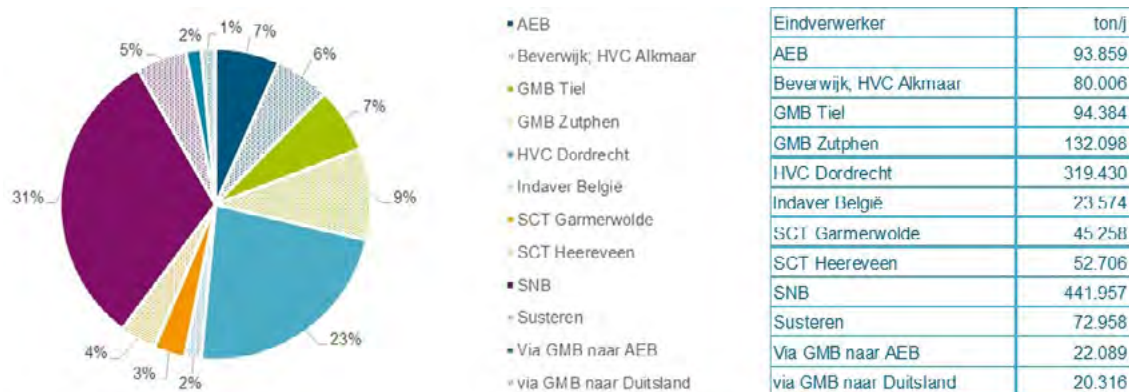 2%
1%
7%
5%
6%
7%
31%
9%
23%
4%
3%
2%
AEB
Beverwijk; HVC Alkmaar
GMB Tiel
GMB Zutphen
HVC Dordrecht
Indaver België
SCT Garmerwolde
SCT Heereveen
SNB
Susteren
Via GMB naar AEB
via GMB naar Duitsland
Eindverwerker ton/j
AEB 93.859
Beverwijk, HVC Alkmaar 80.006
GMB Tiel 94.384
GMB Zutphen 132.098
HVC Dordrecht 319.430
Indaver België 23.574
SCT Garmerwolde 45.258
SCT Heereveen 52.706
SNB 441.957
Susteren 72.958
Via GMB naar AEB 22.089
via GMB naar Duitsland 20.316